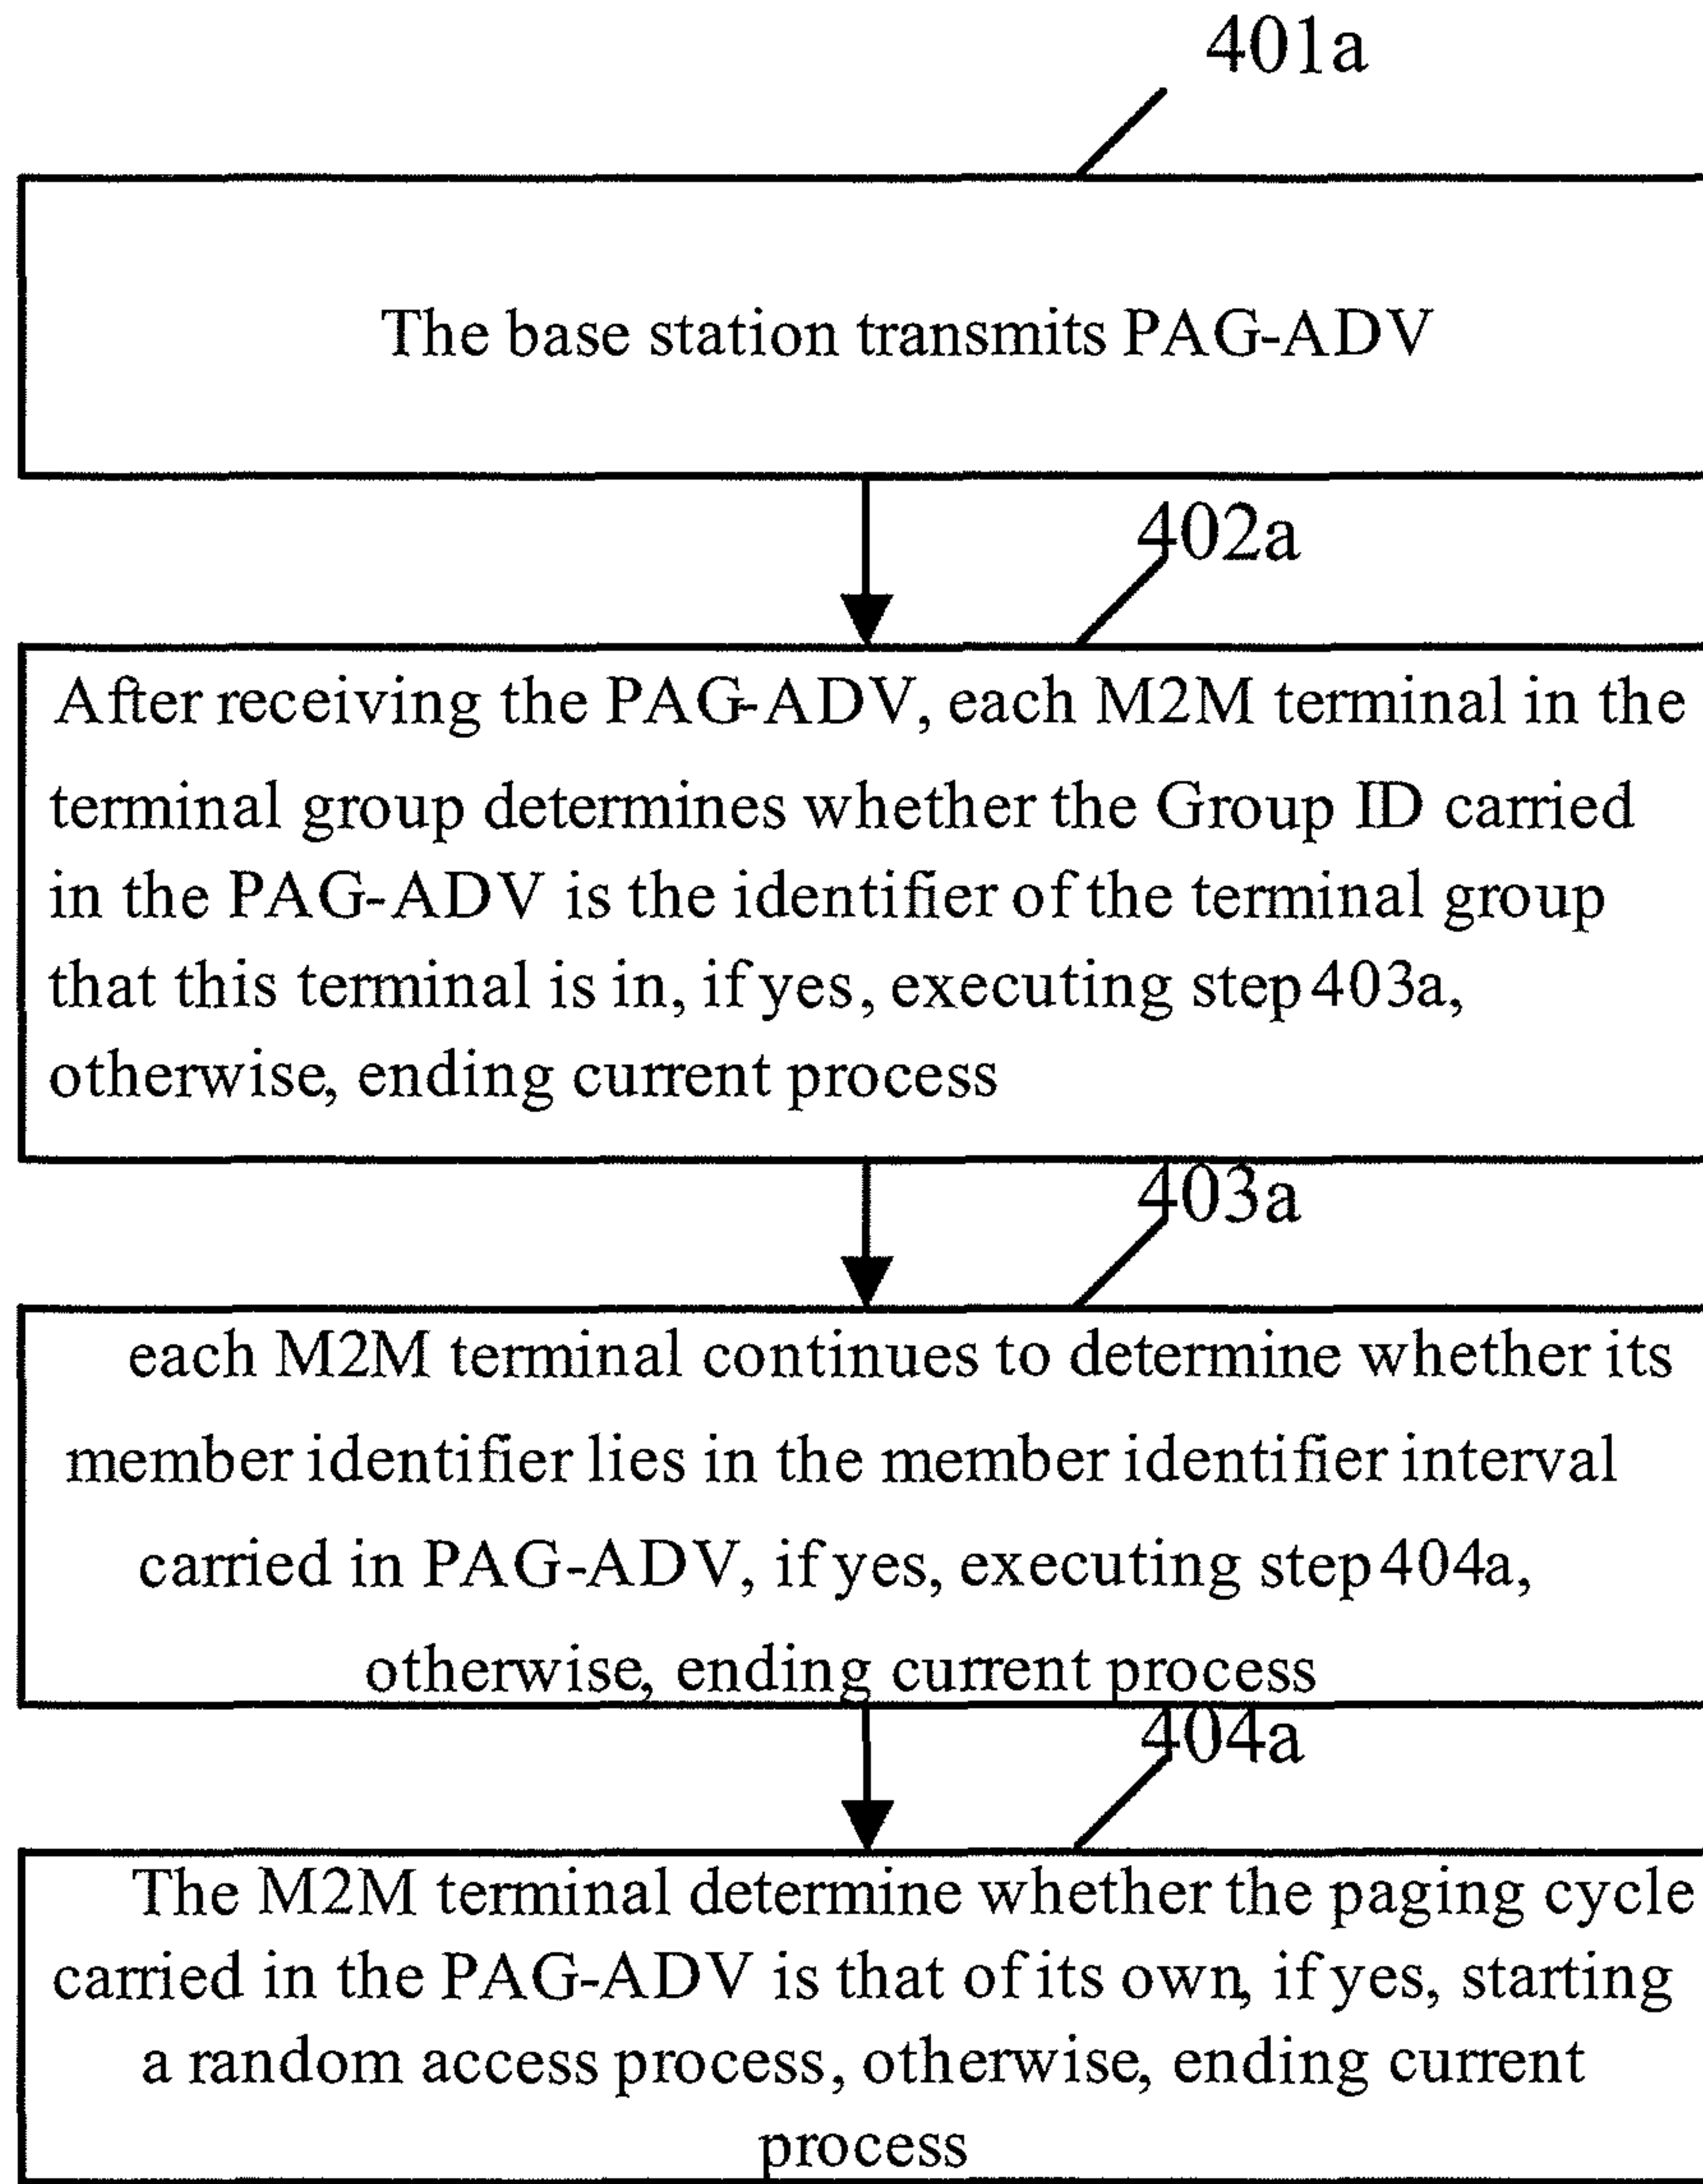 401a
The base station transmits PAG-ADV
402a
After receiving the PAG-ADV, each M2M terminal in the
terminal group determines whether the Group ID carried
in the PAG-ADV is the identifier of the terminal group
that this terminal is in, if yes, executing step 403a,
otherwise, ending current process
403a
each M2M terminal continues to determine whether its
member identifier lies in the member identifier interval
carried in PAG-ADV, if yes, executing step 404a,
otherwise, ending current process
404a
The M2M terminal determine whether the paging cycle
carried in the PAG-ADV is that of its own, if yes, starting
a random access process, otherwise, ending current
process